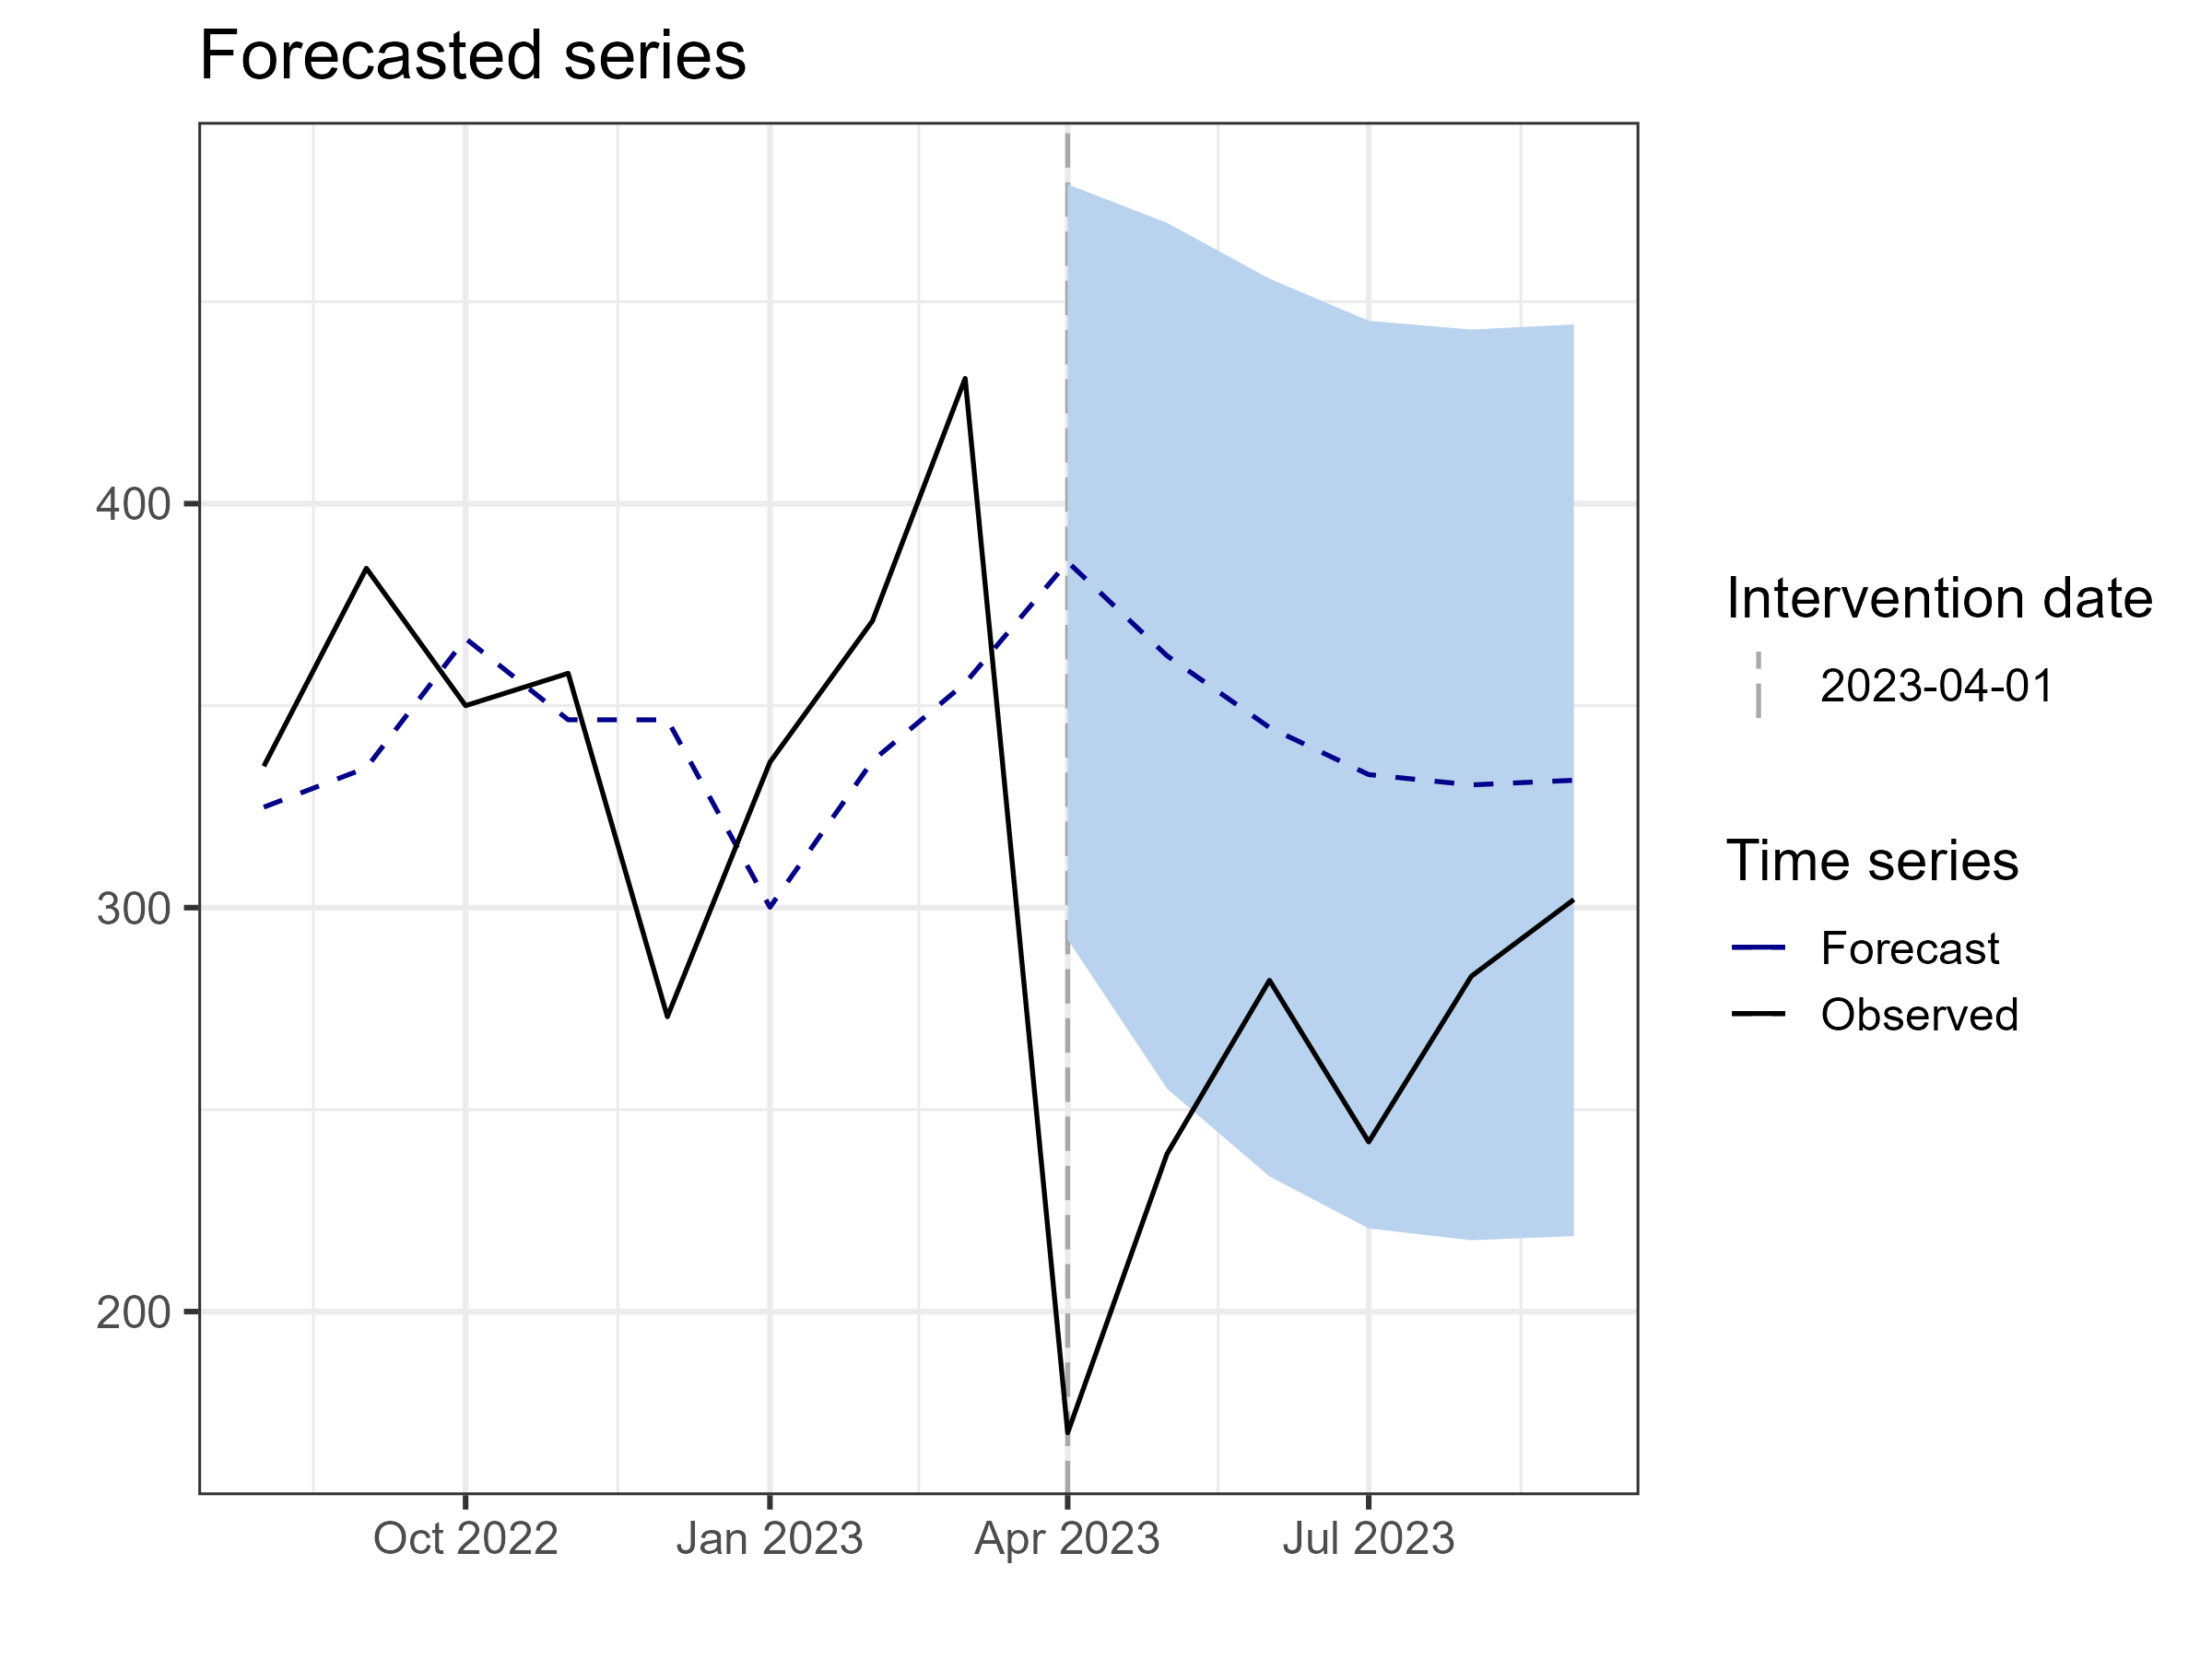 Forecasted series
400
300
200
Oct 2022
Jan 2023
Apr 2023
Jul 2023
Intervention date
2023-04-01
Time series
Forecast
Observed